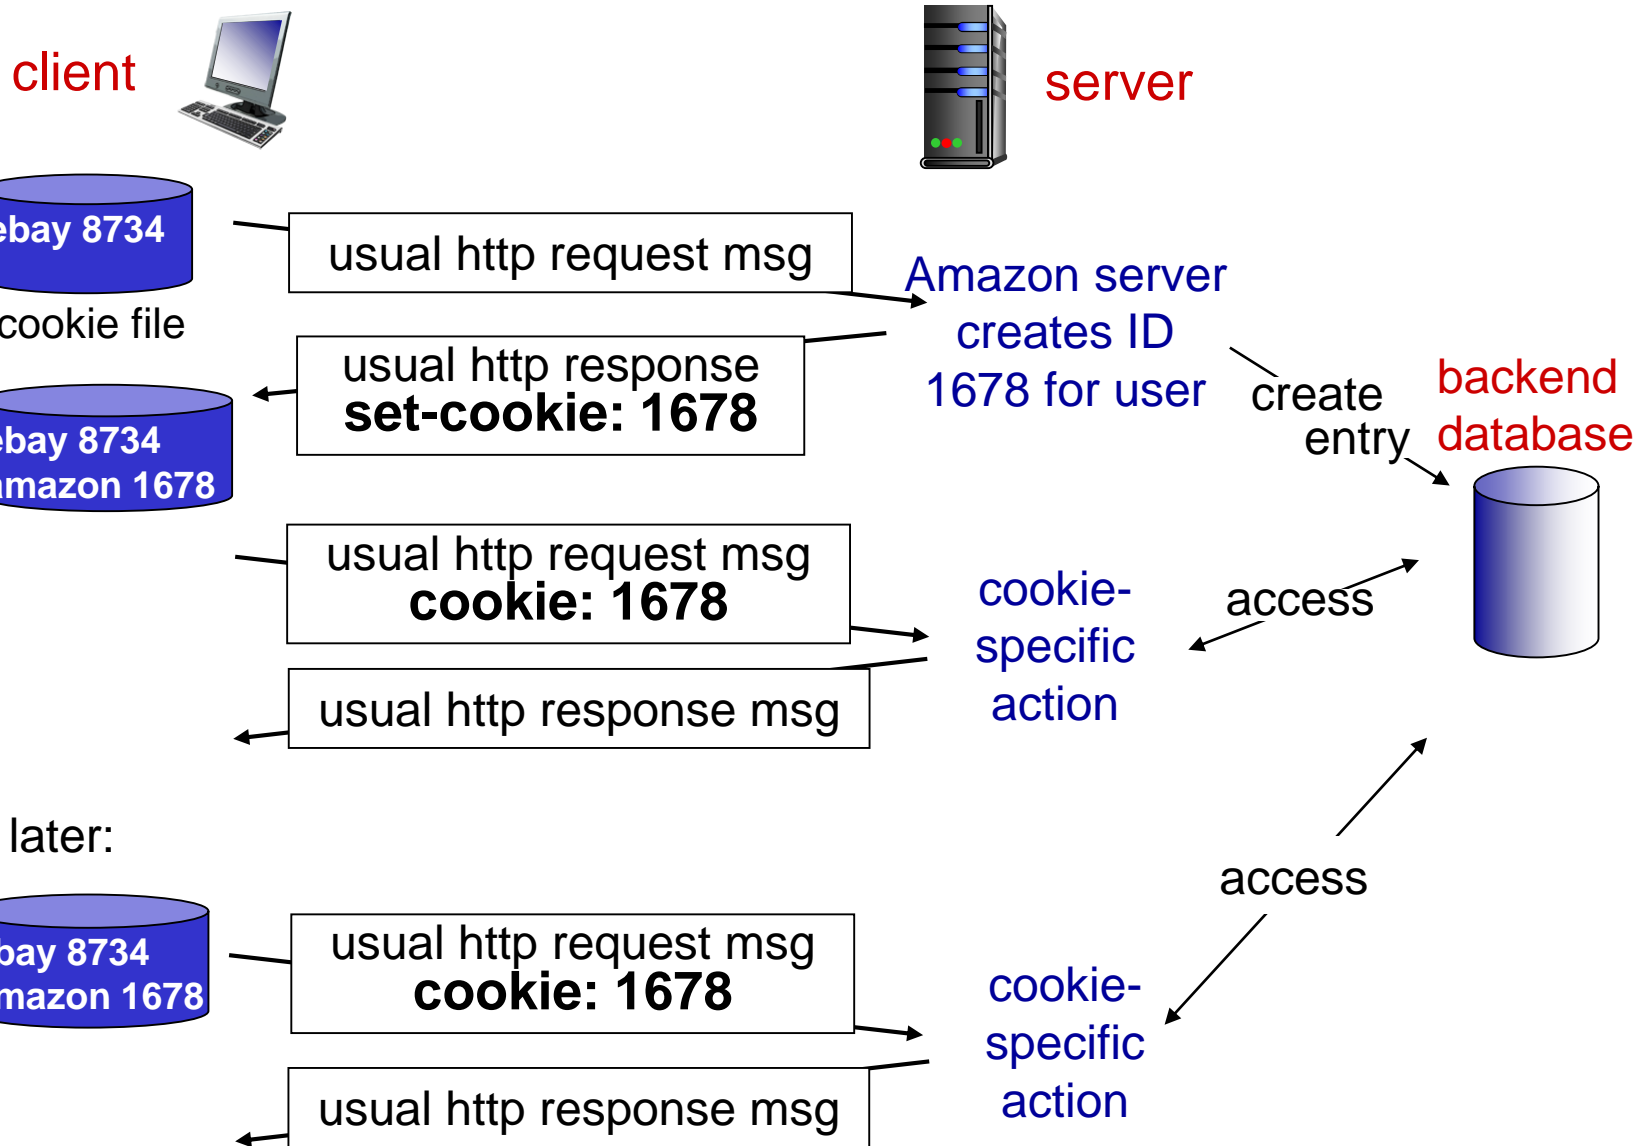 client
server
ebay 8734
usual http request msg
cookie file
Amazon server
creates ID
1678 for user
usual http response
set-cookie: 1678
create
entry
backend
database
ebay 8734
amazon 1678
usual http request msg
cookie: 1678
cookie-
specific
action
access
usual http response msg
later:
access
bay 8734
mazon 1678
usual http request msg
cookie: 1678
cookie-
specific
action
usual http response msg